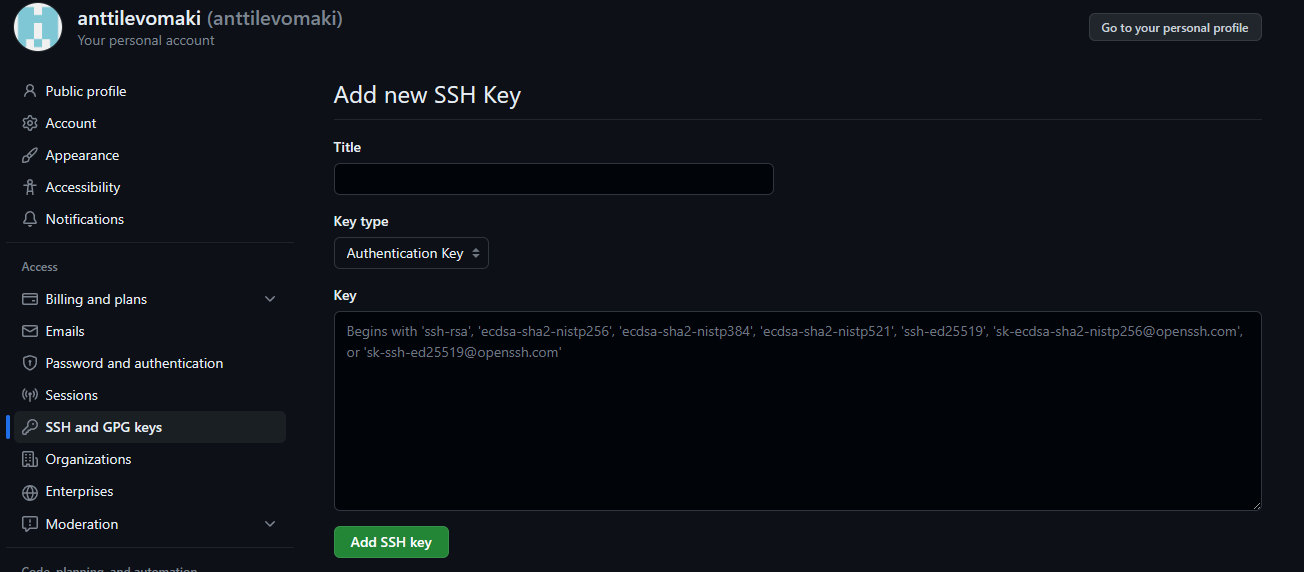 anttilevomaki (anttilevomaki)
Your personal account
Go to your personal profile
Public profile
Account
Appearance
Accessibility
Notifications
Access
Billing and plans
Emails
Password and authentication
Sessions
SSH and GPG keys
Organizations
Enterprises
Moderation
Code, planning, and automation
Add new SSH Key
Title
Key type
Authentication Key
Key
Begins with 'ssh-rsa', 'ecdsa-sha2-nistp256', 'ecdsa-sha2-nistp384', 'ecdsa-sha2-nistp521', 'ssh-ed25519', 'sk-ecdsa-sha2-nistp256@openssh.com',
or 'sk-ssh-ed25519@openssh.com'
Add SSH key